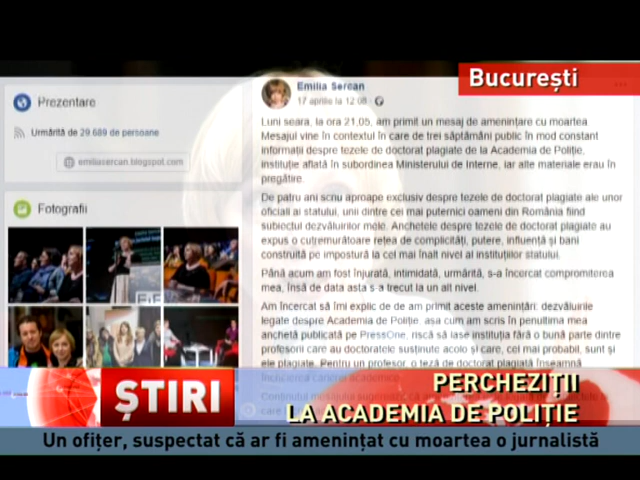 București
Prezentare
Urmărită de 29.689 de persoane
emiliasercan.blogspot.com
Fotografii
Emilia Sercan
17 aprilie la 12:08
Luni seara, la ora 21,05, am primit un mesaj de amenințare cu moartea
Mesajul vine în contextul în care de trei săptămâni public în mod constant
informații despre tezele de doctorat plagiate de la Academia de Poliție,
instituție aflată în subordinea Ministerului de Interne, iar alte materiale erau în
pregătire.
De patru ani scriu aproape exclusiv despre tezele de doctorat plagiate ale unor
oficiali ai statului, unii dintre cei mai puternici oameni din România fiind
subiectul dezvăluirilor mele. Anchetele despre tezele de doctorat plagiate au
expus o cutremurătoare rețea de complicități, putere, influență și bani
construită pe impostură la cel mai înalt nivel al instituțiilor statului.
Până acum am fost înjurată, intimidată, urmărită, s-a încercat compromiterea
mea, însă de data asta s-a trecut la un alt nivel.
Am încercat să îmi explic de de am primit aceste amenințări: dezvăluirile
legate despre Academia de Poliție, așa cum am scris în penultima mea
anchetă publicată pe PressOne, riscă să lase instituția fără o bună parte dintre
profesorii care au doctoratele susținute acolo și care, cel mai probabil, sunt și
ele plagiate. Pentru un profesor, o teză de doctorat plagiată înseamnă
încheierea carierei academice.
ȘTIRI
PERCHEZIȚII
LA ACADEMIA DE POLIȚIE
Un ofițer, suspectat că ar fi amenințat cu moartea o jurnalistă